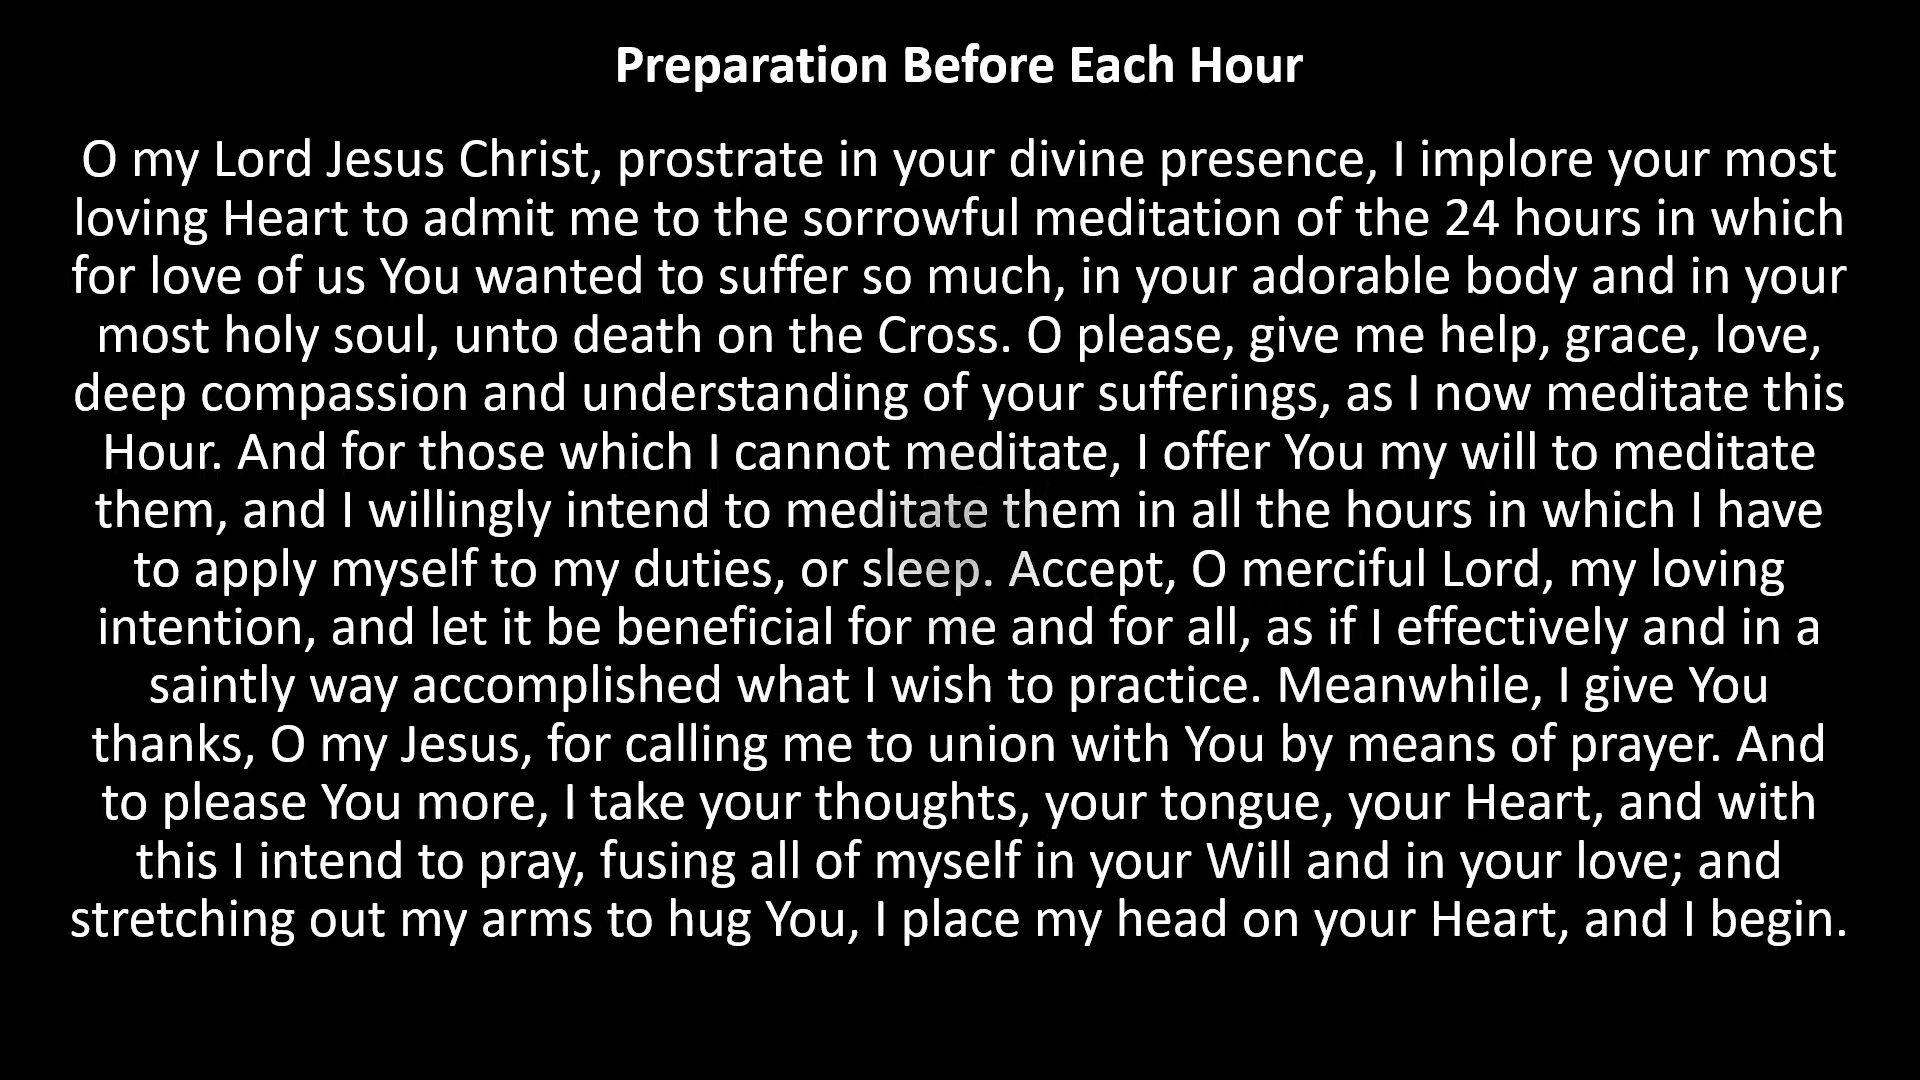 Preparation Before Each Hour
O my Lord Jesus Christ, prostrate in your divine presence, I implore your most
loving Heart to admit me to the sorrowful meditation of the 24 hours in which
for love of us You wanted to suffer so much, in your adorable body and in your
most holy soul, unto death on the Cross. O please, give me help, grace, love,
deep compassion and understanding of your sufferings, as I now meditate this
Hour. And for those which I cannot meditate, I offer You my will to meditate
them, and I willingly intend to meditate them in all the hours in which I have
to apply myself to my duties, or sleep. Accept, O merciful Lord, my loving
intention, and let it be beneficial for me and for all, as if I effectively and in a
saintly way accomplished what I wish to practice. Meanwhile, I give You
thanks, O my Jesus, for calling me to union with You by means of prayer. And
to please You more, I take your thoughts, your tongue, your Heart, and with
this I intend to pray, fusing all of myself in your Will and in your love; and
stretching out my arms to hug You, I place my head on your Heart, and I begin.